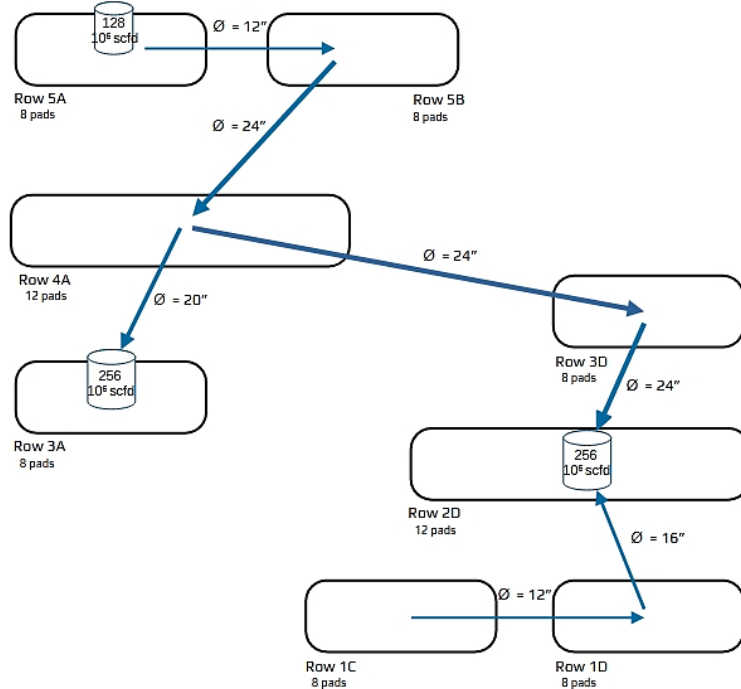 128
10⁶ scfd
Ø = 12"
Row 5A
8 pads
Row 5B
8 pads
Ø = 24"
Row 4A
12 pads
Ø = 24"
Ø = 20"
Row 3D
8 pads
256
10⁶ scfd
Ø = 24"
Row 3A
8 pads
256
10⁶ scfd
Row 2D
12 pads
Ø = 16"
Ø = 12"
Row 1C
8 pads
Row 1D
8 pads